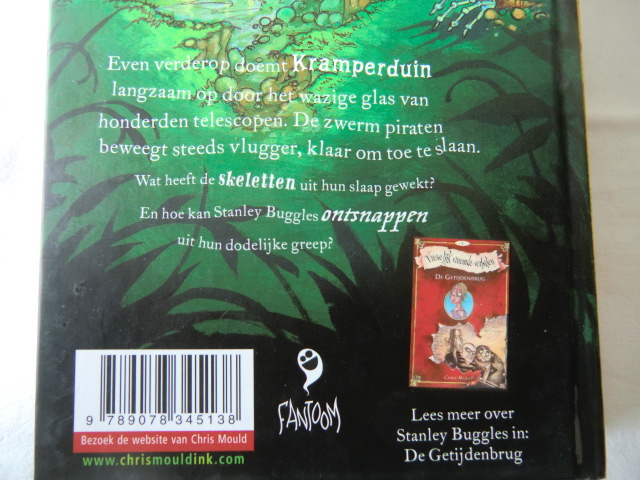 Even verderop doemt Kramperduin
langzaam op door het wazige glas van
honderden telescopen. De zwerm piraten
beweegt steeds vlugger, klaar om toe te slaan.
Wat heeft de skeletten uit hun slaap gewekt?
En hoe kan Stanley Buggles ontsnappen
uit hun dodelijke greep?
1
DE GETIJDENBRUG
CHRIS MOULD
9 789078 345138
Bezoek de website van Chris Mould
www.chrismouldink.com
FANTOOM
Lees meer over
Stanley Buggles in:
De Getijdenbrug